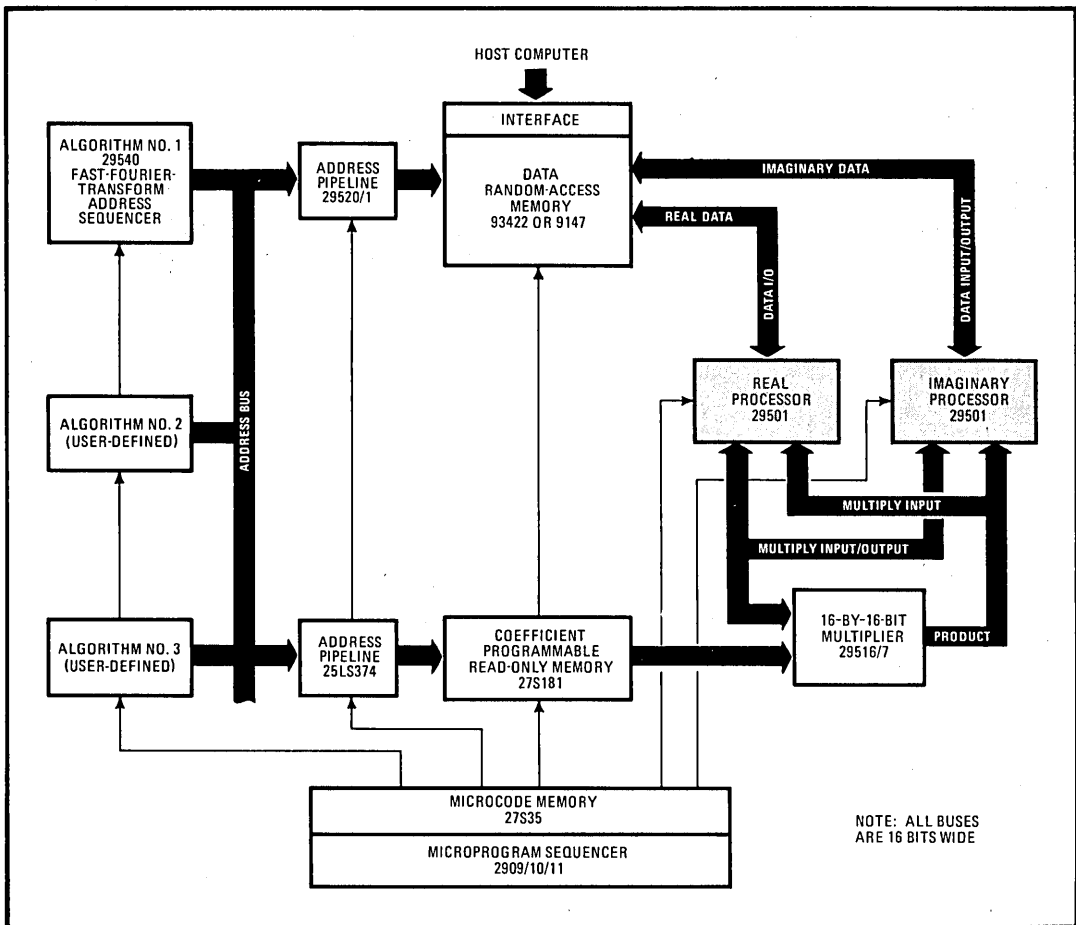 HOST COMPUTER
INTERFACE
DATA
RANDOM-ACCESS
MEMORY
93422 OR 9147
ALGORITHM NO. 1
29540
FAST-FOURIER-
TRANSFORM
ADDRESS
SEQUENCER
ADDRESS
PIPELINE
29520/1
IMAGINARY DATA
REAL DATA
DATA I/O
DATA INPUT/OUTPUT
ADDRESS BUS
REAL
PROCESSOR
29501
IMAGINARY
PROCESSOR
29501
ALGORITHM NO. 2
(USER-DEFINED)
MULTIPLY INPUT
MULTIPLY INPUT/OUTPUT
ALGORITHM NO. 3
(USER-DEFINED)
ADDRESS
PIPELINE
25LS374
COEFFICIENT
PROGRAMMABLE
READ-ONLY MEMORY
27S181
16-BY-16-BIT
MULTIPLIER
29516/7
PRODUCT
MICROCODE MEMORY
27S35
MICROPROGRAM SEQUENCER
2909/10/11
NOTE: ALL BUSES
ARE 16 BITS WIDE